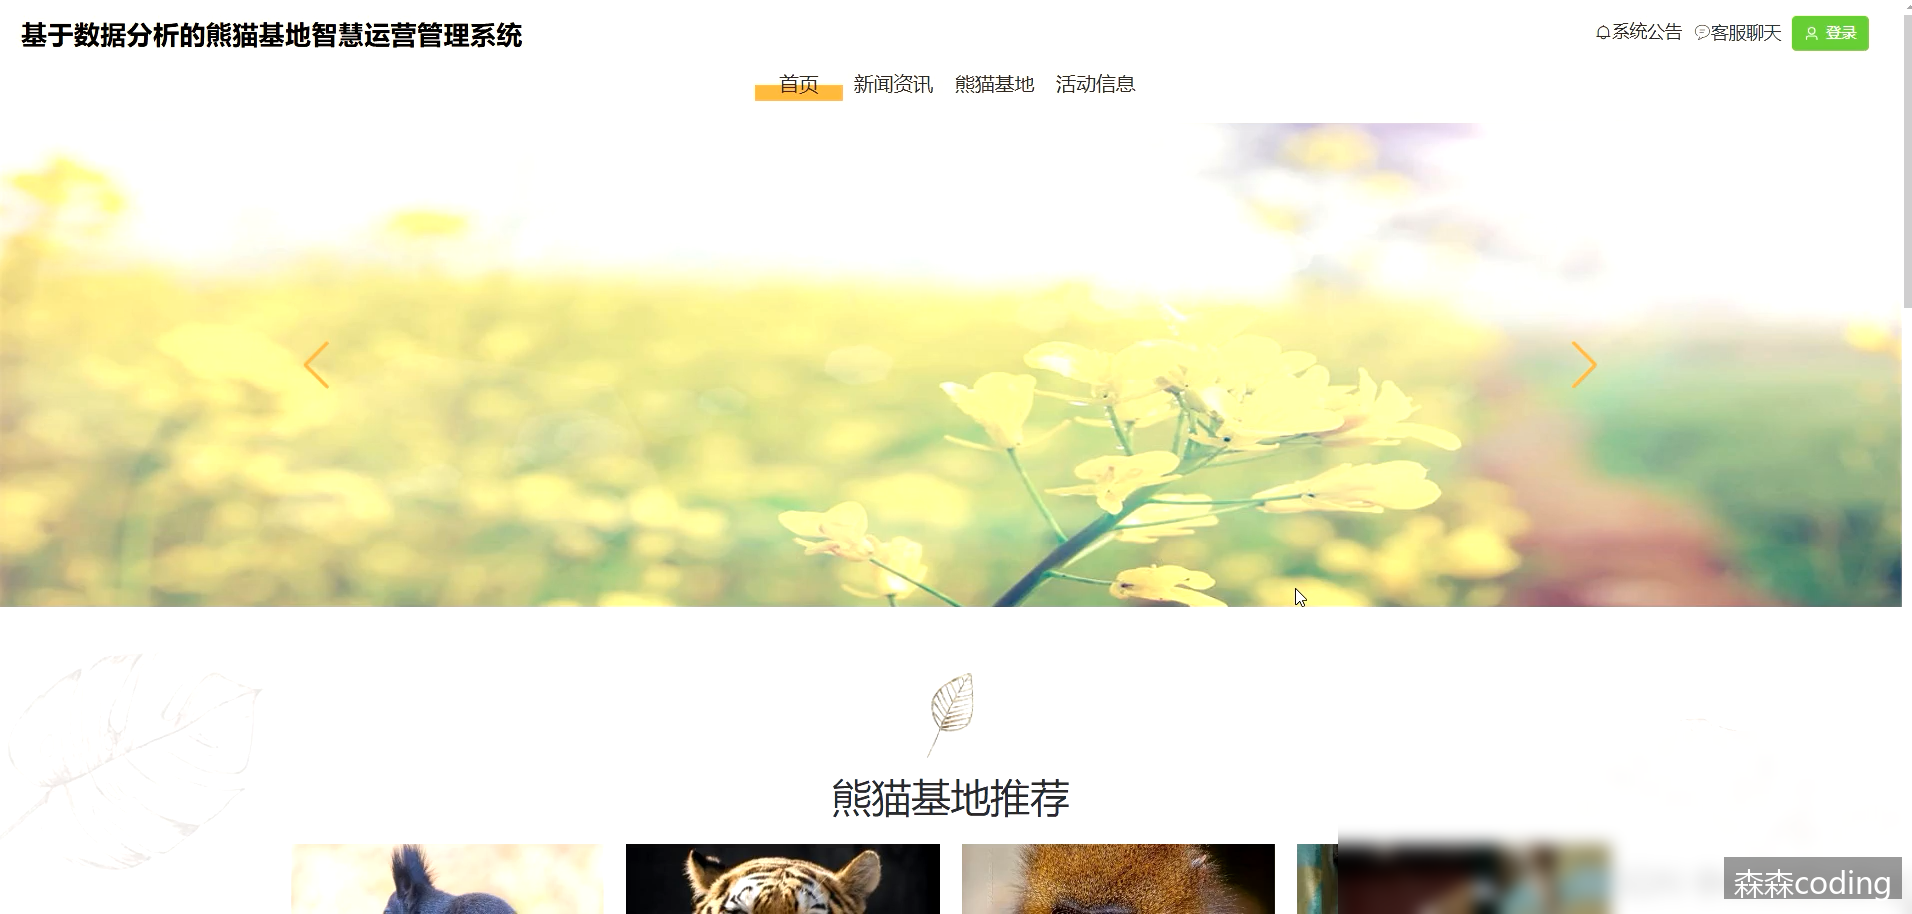 基于数据分析的熊猫基地智慧运营管理系统
系统公告 客服聊天 登录
首页 新闻资讯 熊猫基地 活动信息
熊猫基地推荐
森森coding